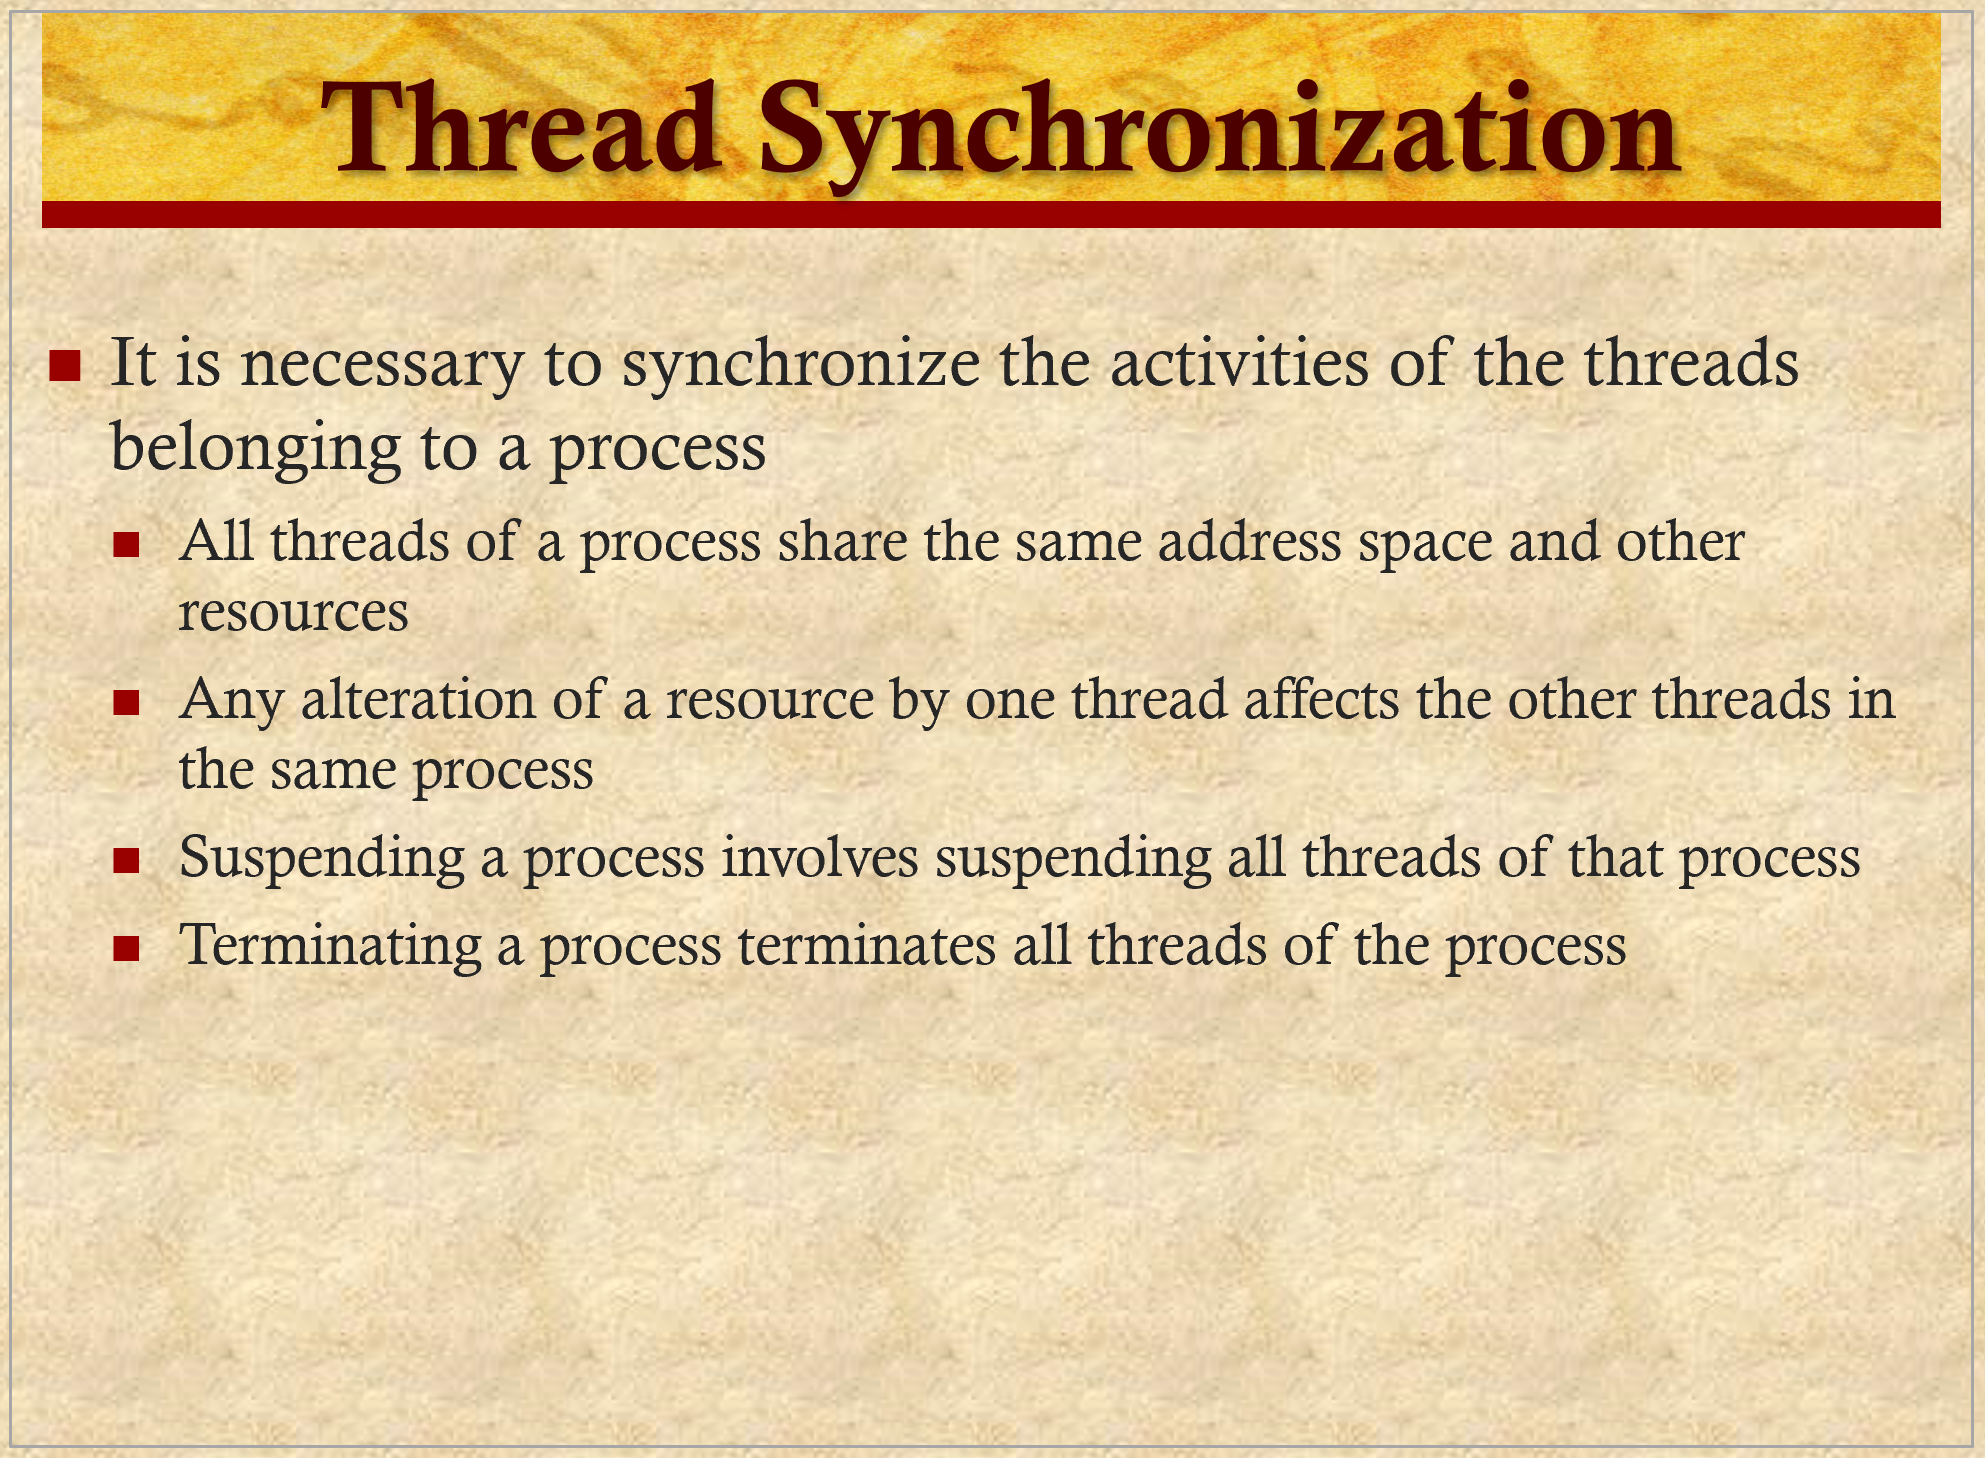 Thread Synchronization
It is necessary to synchronize the activities of the threads
belonging to a process
All threads of a process share the same address space and other
resources
Any alteration of a resource by one thread affects the other threads in
the same process
Suspending a process involves suspending all threads of that process
Terminating a process terminates all threads of the process